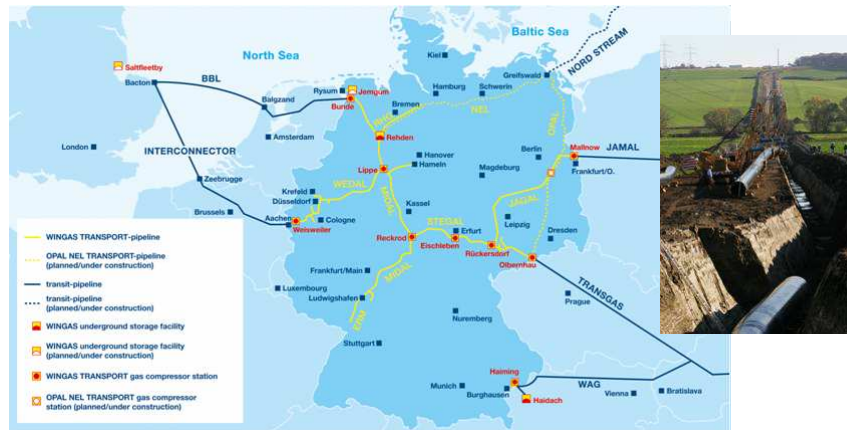 North Sea
Baltic Sea
NORD STREAM
Kiel
Greifswald
Saltfleetby
Bacton
BBL
Rysum
Jemgum
Bunde
Hamburg
Schwerin
Balgzand
Bremen
RHG
NEL
OPAL
Amsterdam
Rehden
London
INTERCONNECTOR
Hanover
Hameln
Berlin
Mallnow
JAMAL
Frankfurt/O.
Lippe
Magdeburg
Zeebrugge
Krefeld
WEDAL
Düsseldorf
MIDAL
JAGAL
Brussels
Kassel
Aachen
Cologne
Weisweiler
STEGAL
Erfurt
Leipzig
Dresden
Reckrod
Eischleben
Rückersdorf
Olbernhau
Frankfurt/Main
MIDAL
TRANSGAS
Luxembourg
Ludwigshafen
Prague
Nuremberg
Stuttgart
Haiming
Munich
Burghausen
WAG
Haidach
Vienna
Bratislava
WINGAS TRANSPORT-pipeline
OPAL NEL TRANSPORT-pipeline
(planned/under construction)
transit-pipeline
transit-pipeline
(planned/under construction)
WINGAS underground storage facility
WINGAS underground storage facility
(planned/under construction)
WINGAS TRANSPORT gas compressor
station
OPAL NEL TRANSPORT gas compressor
station (planned/under construction)